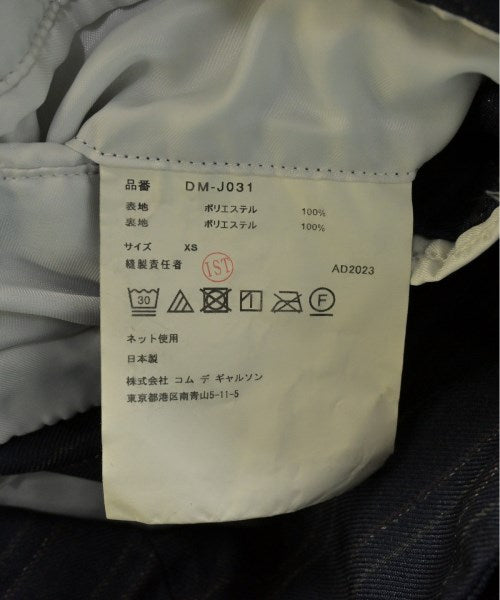 品番 DM-J031
表地 ポリエステル 100%
裏地 ポリエステル 100%
サイズ XS
縫製責任者 IST AD2023
30 F
ネット使用
日本製
株式会社 コム デ ギャルソン
東京都港区南青山5-11-5